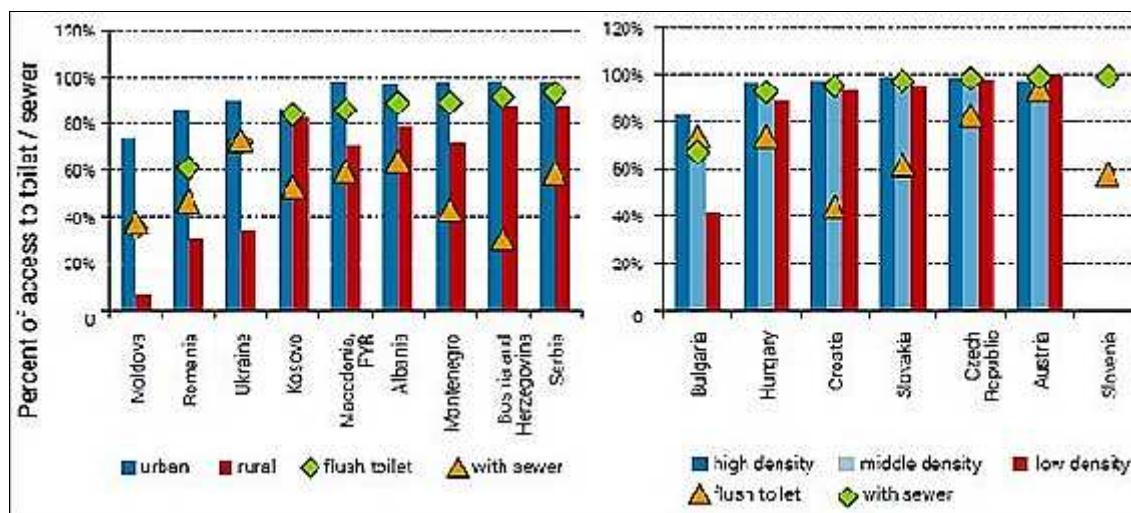 Percent of access to toilet / sewer
120%
100%
80%
60%
40%
20%
0
Moldova
Romania
Ukraine
Kosovo
Macedonia,
FYR
Albania
Montenegro
Bosnia and
Herzegovina
Serbia
urban
rural
flush toilet
with sewer
120%
100%
80%
60%
40%
20%
0
Bulgaria
Hungary
Croatia
Slovakia
Czech
Republic
Austria
Slovenia
high density
middle density
low density
flush toilet
with sewer